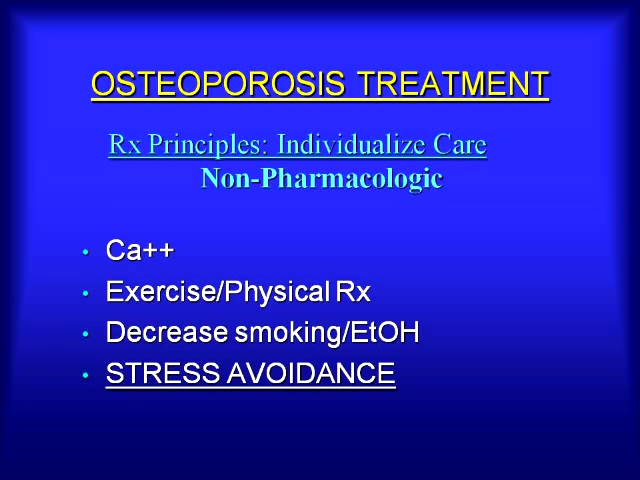 OSTEOPOROSIS TREATMENT
Rx Principles: Individualize Care
Non-Pharmacologic
• Ca++
• Exercise/Physical Rx
• Decrease smoking/EtOH
• STRESS AVOIDANCE